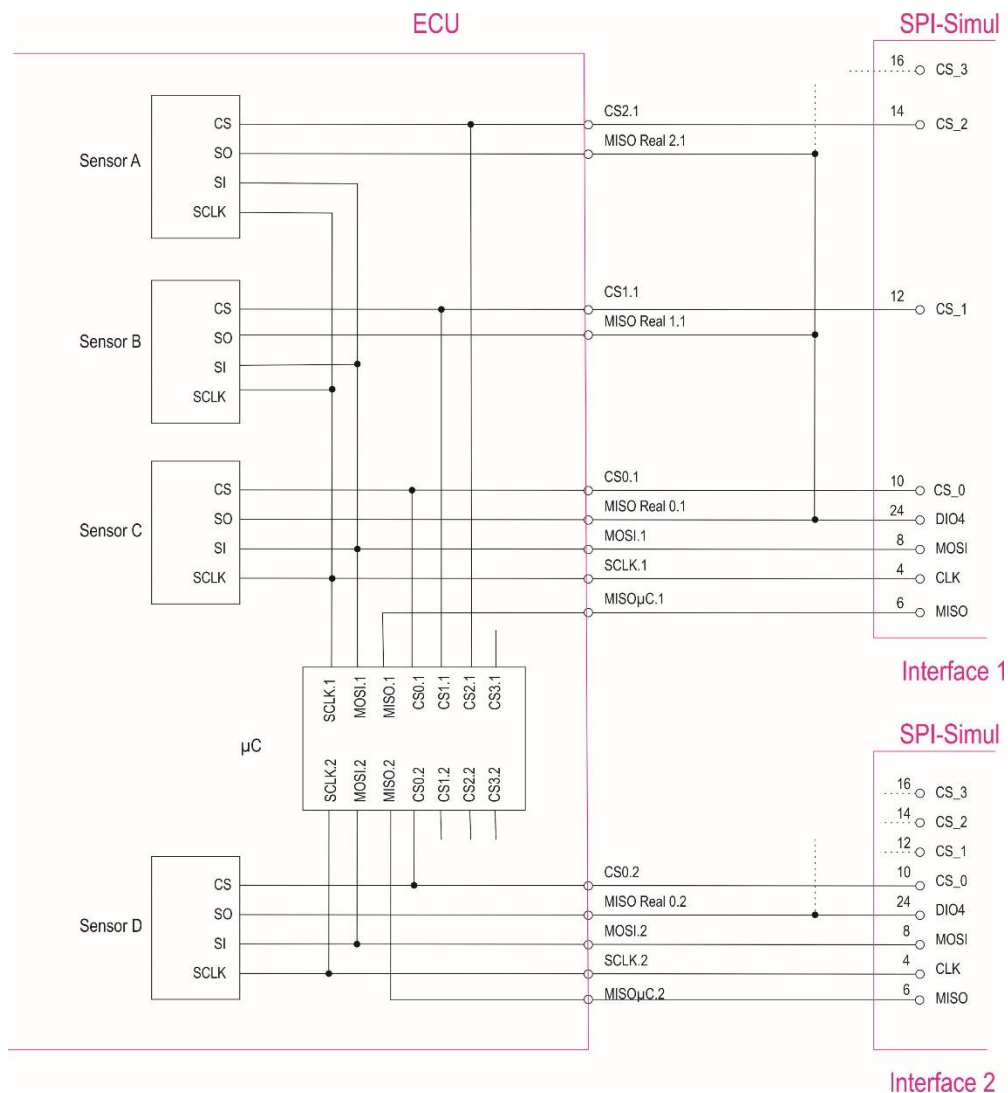 ECU
SPI-Simul
16
CS_3
CS
CS2.1
14
CS_2
SO
MISO Real 2.1
Sensor A
SI
SCLK
CS
CS1.1
12
CS_1
SO
MISO Real 1.1
Sensor B
SI
SCLK
CS
CS0.1
10
CS_0
SO
MISO Real 0.1
24
DIO4
Sensor C
SI
MOSI.1
8
MOSI
SCLK
SCLK.1
4
CLK
MISOµC.1
6
MISO
Interface 1
SCLK.1
MOSI.1
MISO.1
CS0.1
CS1.1
CS2.1
CS3.1
µC
SCLK.2
MOSI.2
MISO.2
CS0.2
CS1.2
CS2.2
CS3.2
SPI-Simul
16
CS_3
14
CS_2
12
CS_1
CS
CS0.2
10
CS_0
SO
MISO Real 0.2
24
DIO4
Sensor D
SI
MOSI.2
8
MOSI
SCLK
SCLK.2
4
CLK
MISOµC.2
6
MISO
Interface 2